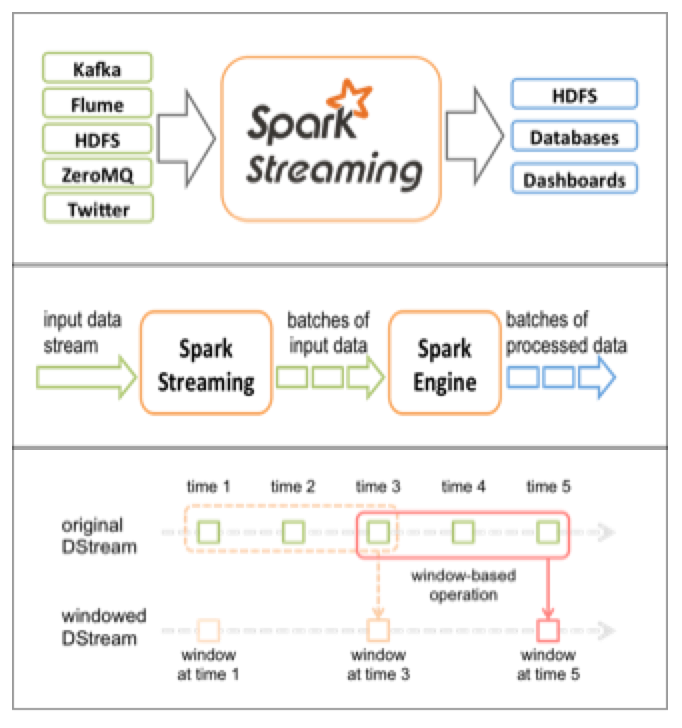 Kafka
Flume
HDFS
ZeroMQ
Twitter
Spark
Streaming
HDFS
Databases
Dashboards
input data
stream
Spark
Streaming
batches of
input data
Spark
Engine
batches of
processed data
time 1 time 2 time 3 time 4 time 5
original
DStream
window-based
operation
windowed
DStream
window
at time 1
window
at time 3
window
at time 5